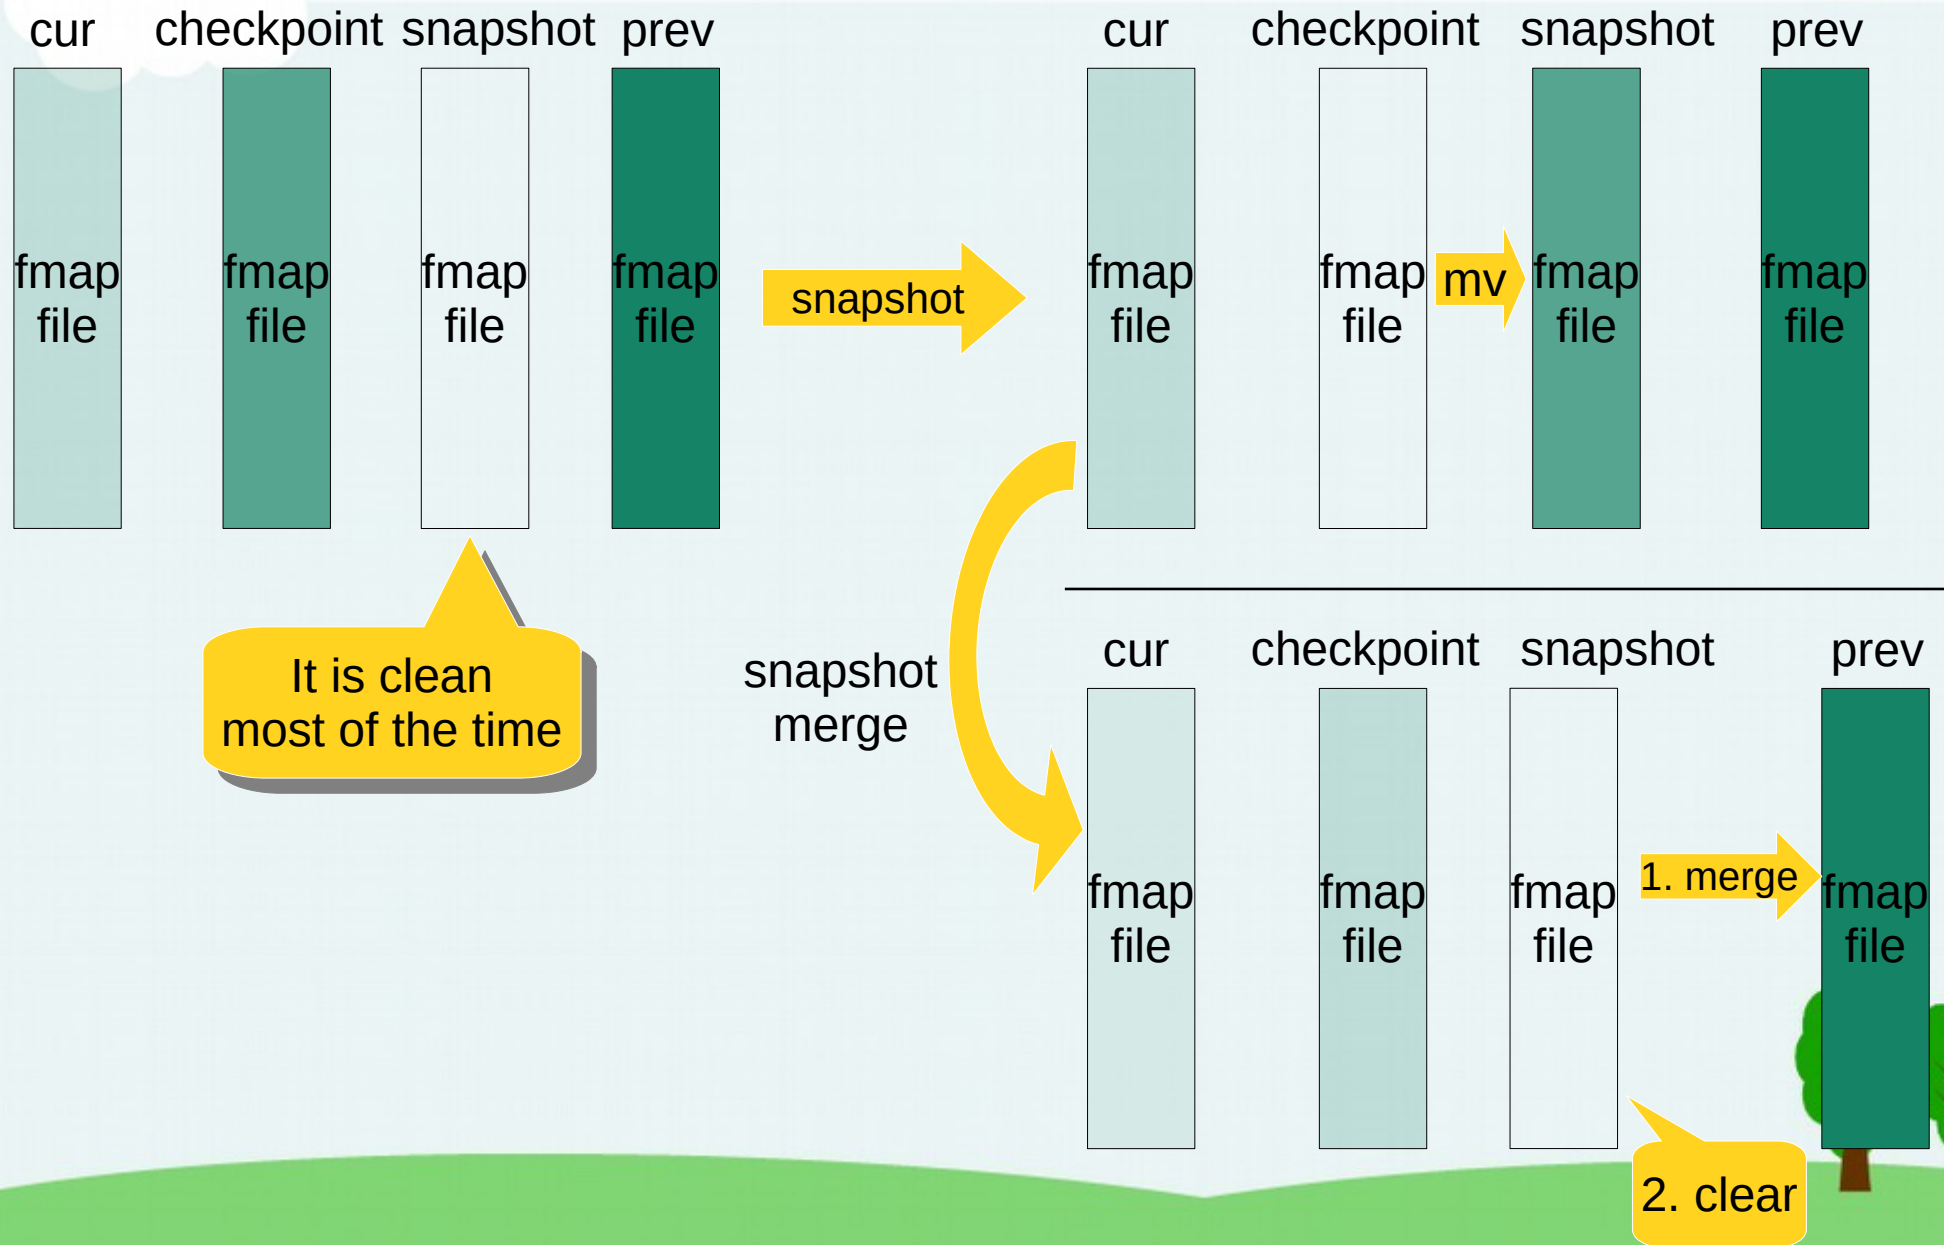 cur checkpoint snapshot prev
fmap fmap fmap fmap
file file file file
snapshot
It is clean
most of the time
cur checkpoint snapshot prev
fmap fmap mv fmap fmap
file file file file
snapshot
merge
cur checkpoint snapshot prev
fmap fmap fmap 1. merge fmap
file file file file
2. clear